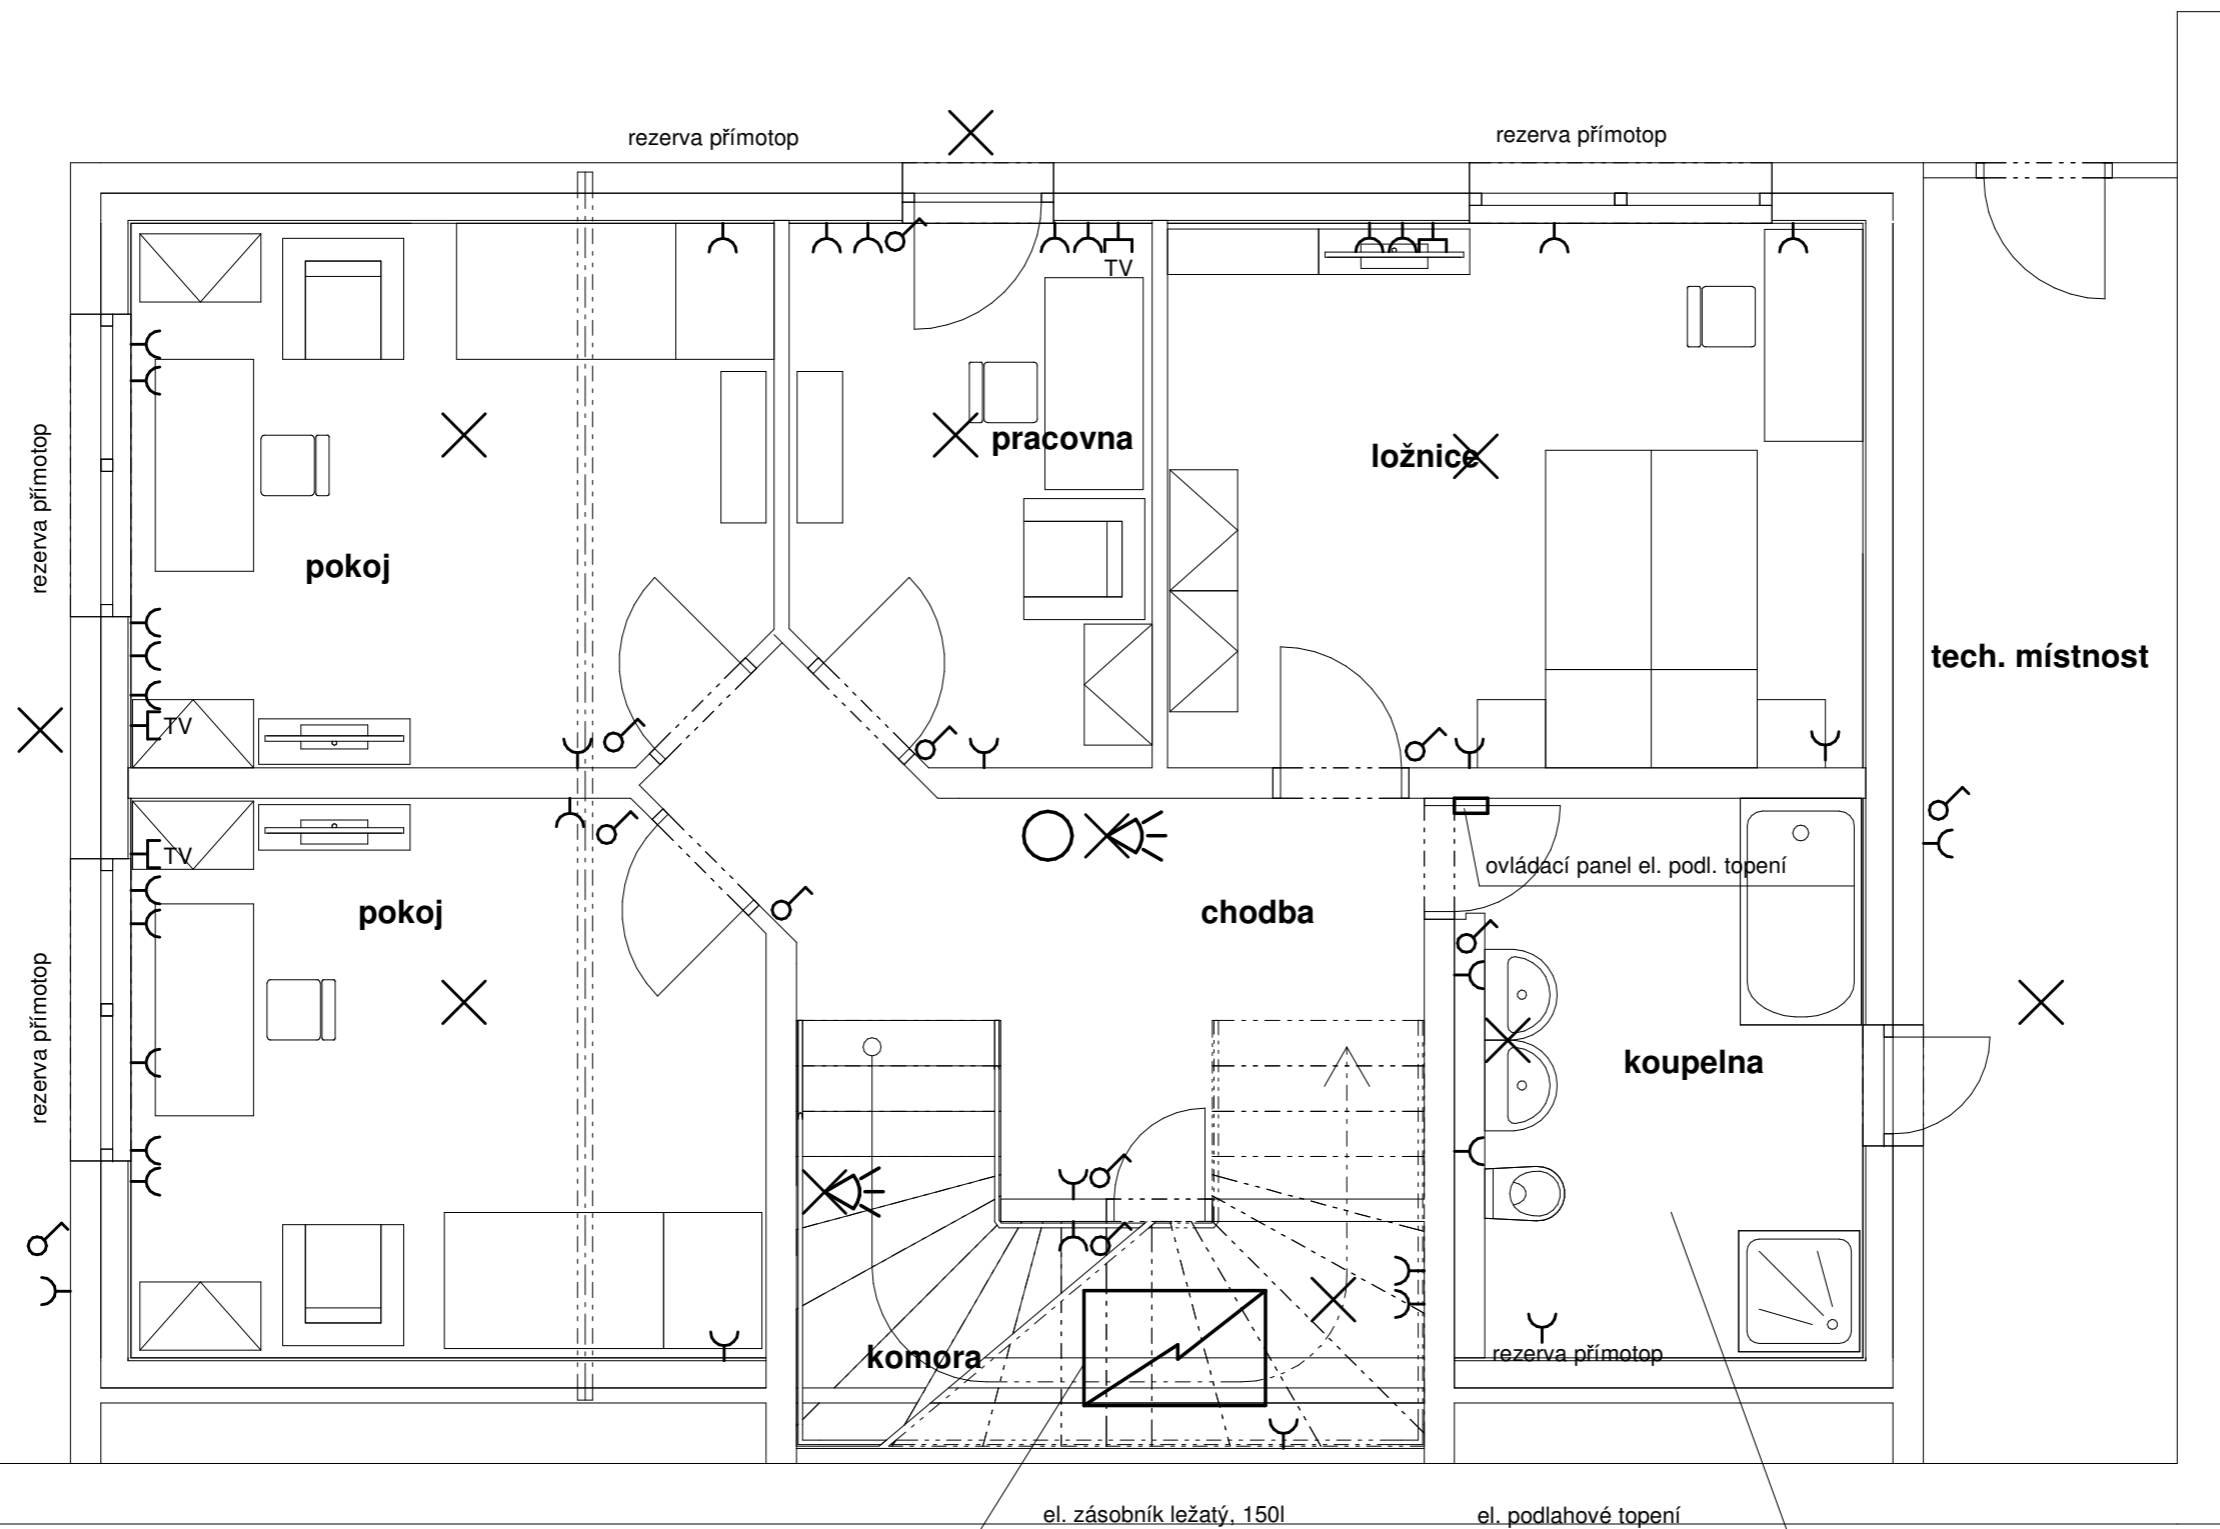 rezerva přímotop
rezerva přímotop
TV
rezerva přímotop
pracovna
ložnice
pokoj
tech. místnost
TV
TV
ovládací panel el. podl. topení
pokoj
chodba
rezerva přímotop
koupelna
komora
rezerva přímotop
el. zásobník ležatý, 150l
el. podlahové topení